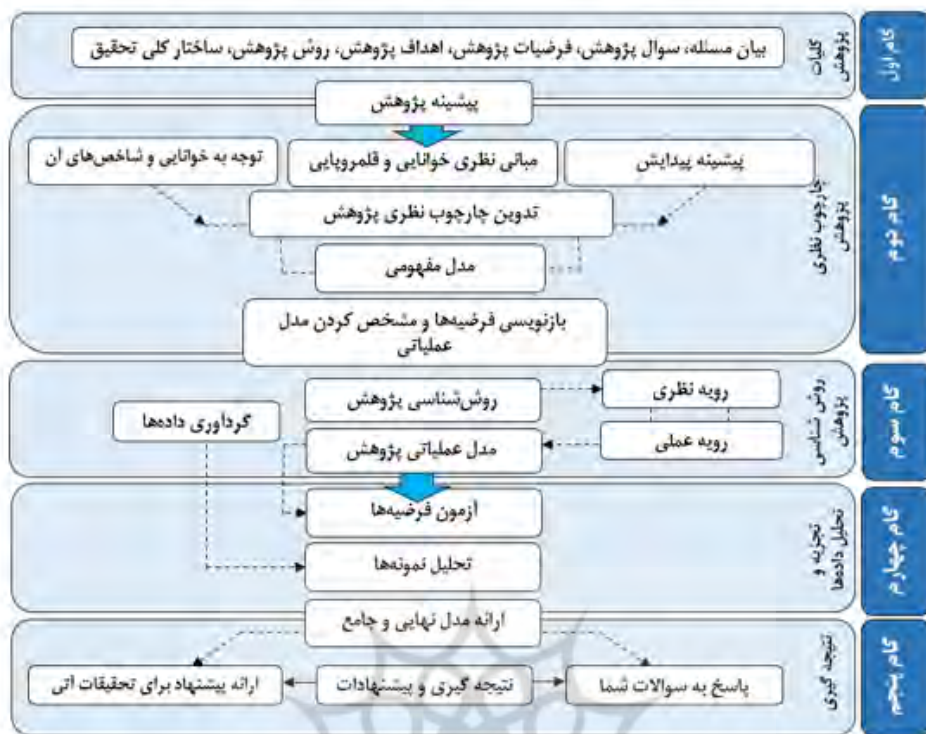 گام اول
کلیات
پژوهش
بیان مسئله، سوال پژوهش، فرضیات پژوهش، اهداف پژوهش، روش پژوهش، ساختار کلی تحقیق
پیشینه پژوهش
گام دوم
چارچوب نظری
پژوهش
پیشینه پیدایش
مبانی نظری خوانایی و قلمروپایی
توجه به خوانایی و شاخص‌های آن
تدوین چارچوب نظری پژوهش
مدل مفهومی
بازنویسی فرضیه‌ها و مشخص کردن مدل
عملیاتی
گام سوم
روش شناسی
پژوهش
رویه نظری
روش‌شناسی پژوهش
گردآوری داده‌ها
رویه عملی
مدل عملیاتی پژوهش
گام چهارم
تجزیه و
تحلیل داده‌ها
آزمون فرضیه‌ها
تحلیل نمونه‌ها
ارائه مدل نهایی و جامع
گام پنجم
نتیجه گیری
پاسخ به سوالات شما
نتیجه گیری و پیشنهادات
ارائه پیشنهاد برای تحقیقات آتی